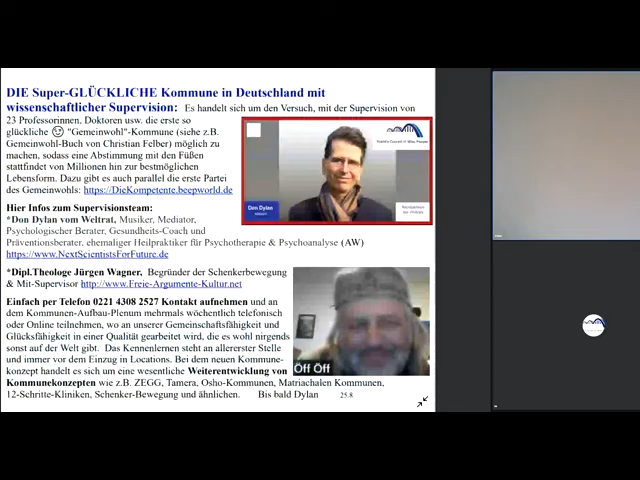 DIE Super-GLÜCKLICHE Kommune in Deutschland mit
wissenschaftlicher Supervision: Es handelt sich um den Versuch, mit der Supervision von
23 Professorinnen, Doktoren usw. die erste so
glückliche 😉 "Gemeinwohl"-Kommune (siehe z.B.
Gemeinwohl-Buch von Christian Felber) möglich zu
machen, sodass eine Abstimmung mit den Füßen
stattfindet von Millionen hin zur bestmöglichen
Lebensform. Dazu gibt es auch parallel die erste Partei
des Gemeinwohls: https://DieKompetente.beepworld.de
Don Dylan
Hier Infos zum Supervisionsteam:
*Don Dylan vom Weltrat, Musiker, Mediator,
Psychologischer Berater, Gesundheits-Coach und
Präventionsberater. ehemaliger Heilpraktiker für Psychotherapie & Psychoanalyse (AW)
https://www.NextScientistsForFuture.de
*Dipl.Theologe Jürgen Wagner, Begründer der Schenkerbewegung
& Mit-Supervisor http://www.Freie-Argumente-Kultur.net
Einfach per Telefon 0221 4308 2527 Kontakt aufnehmen und an
dem Kommunen-Aufbau-Plenum mehrmals wöchentlich telefonisch
oder Online teilnehmen, wo an unserer Gemeinschaftsfähigkeit und
Glücksfähigkeit in einer Qualität gearbeitet wird, die es wohl nirgends
sonst auf der Welt gibt. Das Kennenlernen steht an allererster Stelle
und immer vor dem Einzug in Locations. Bei dem neuen Kommune-
konzept handelt es sich um eine wesentliche Weiterentwicklung von
Kommunekonzepten wie z.B. ZEGG, Tamera, Osho-Kommunen, Matriachalen Kommunen,
12-Schritte-Kliniken, Schenker-Bewegung und ähnlichen. Bis bald Dylan 25.8
Öff Öff